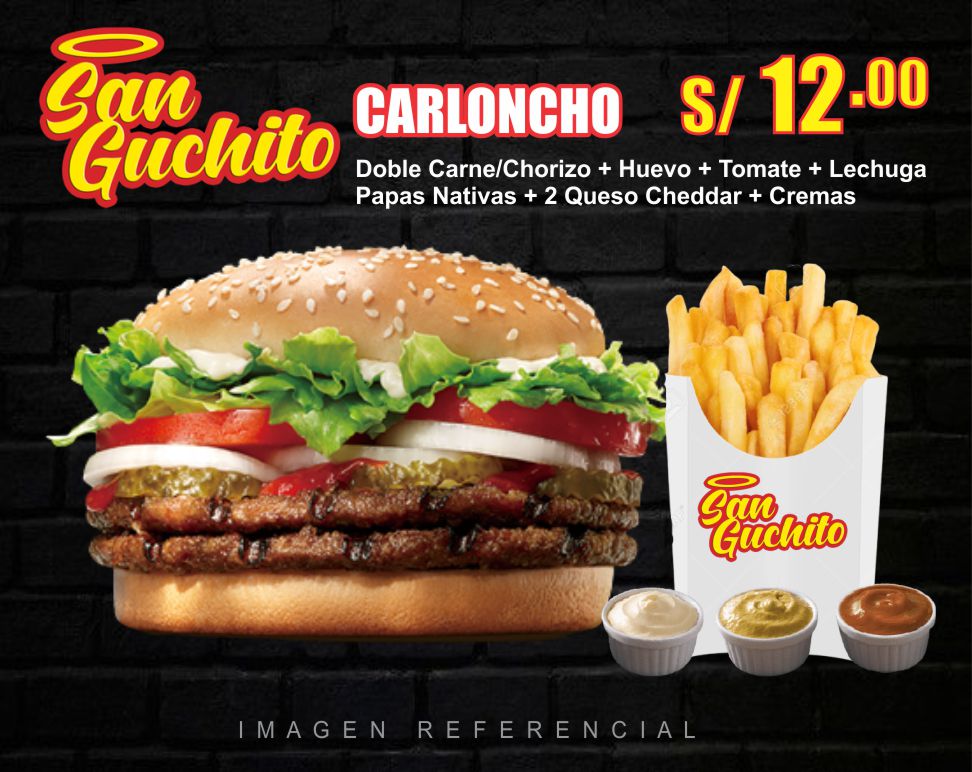 San
Guchito
CARLONCHO
S/ 12.00
Doble Carne/Chorizo + Huevo + Tomate + Lechuga
Papas Nativas + 2 Queso Cheddar + Cremas
San
Guchito
IMAGEN REFERENCIAL